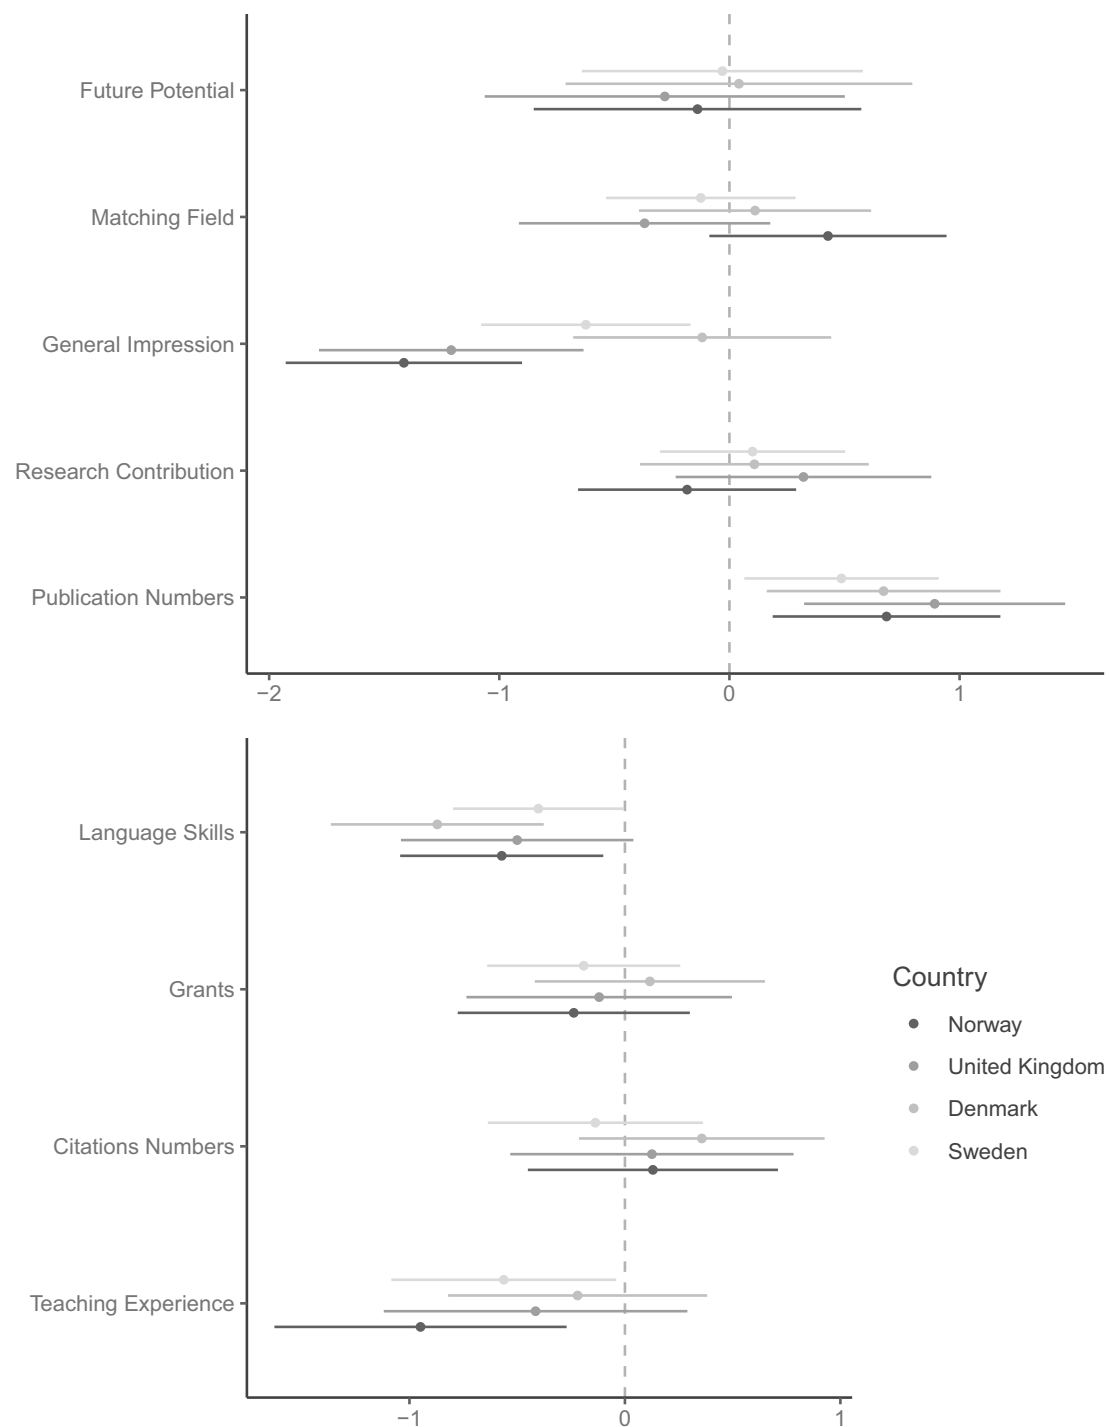 Future Potential
Matching Field
General Impression
Research Contribution
Publication Numbers
−2 −1 0 1
Language Skills
Grants
Citations Numbers
Teaching Experience
−1 0 1
Country
Norway
United Kingdom
Denmark
Sweden